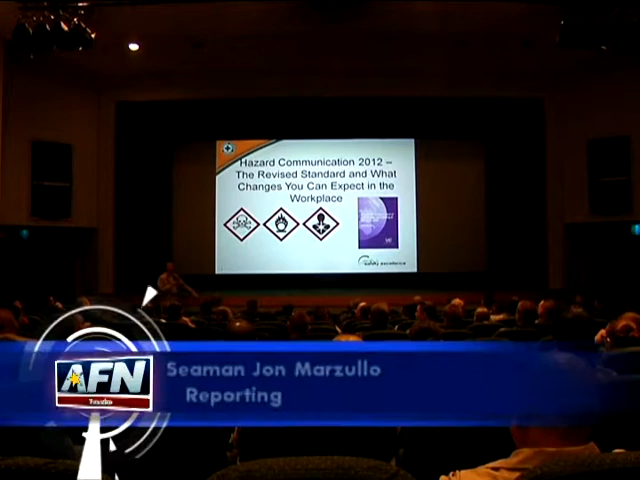 Hazard Communication 2012 –
The Revised Standard and What
Changes You Can Expect in the
Workplace
excellence
AFN
Seaman Jon Marzullo
Reporting